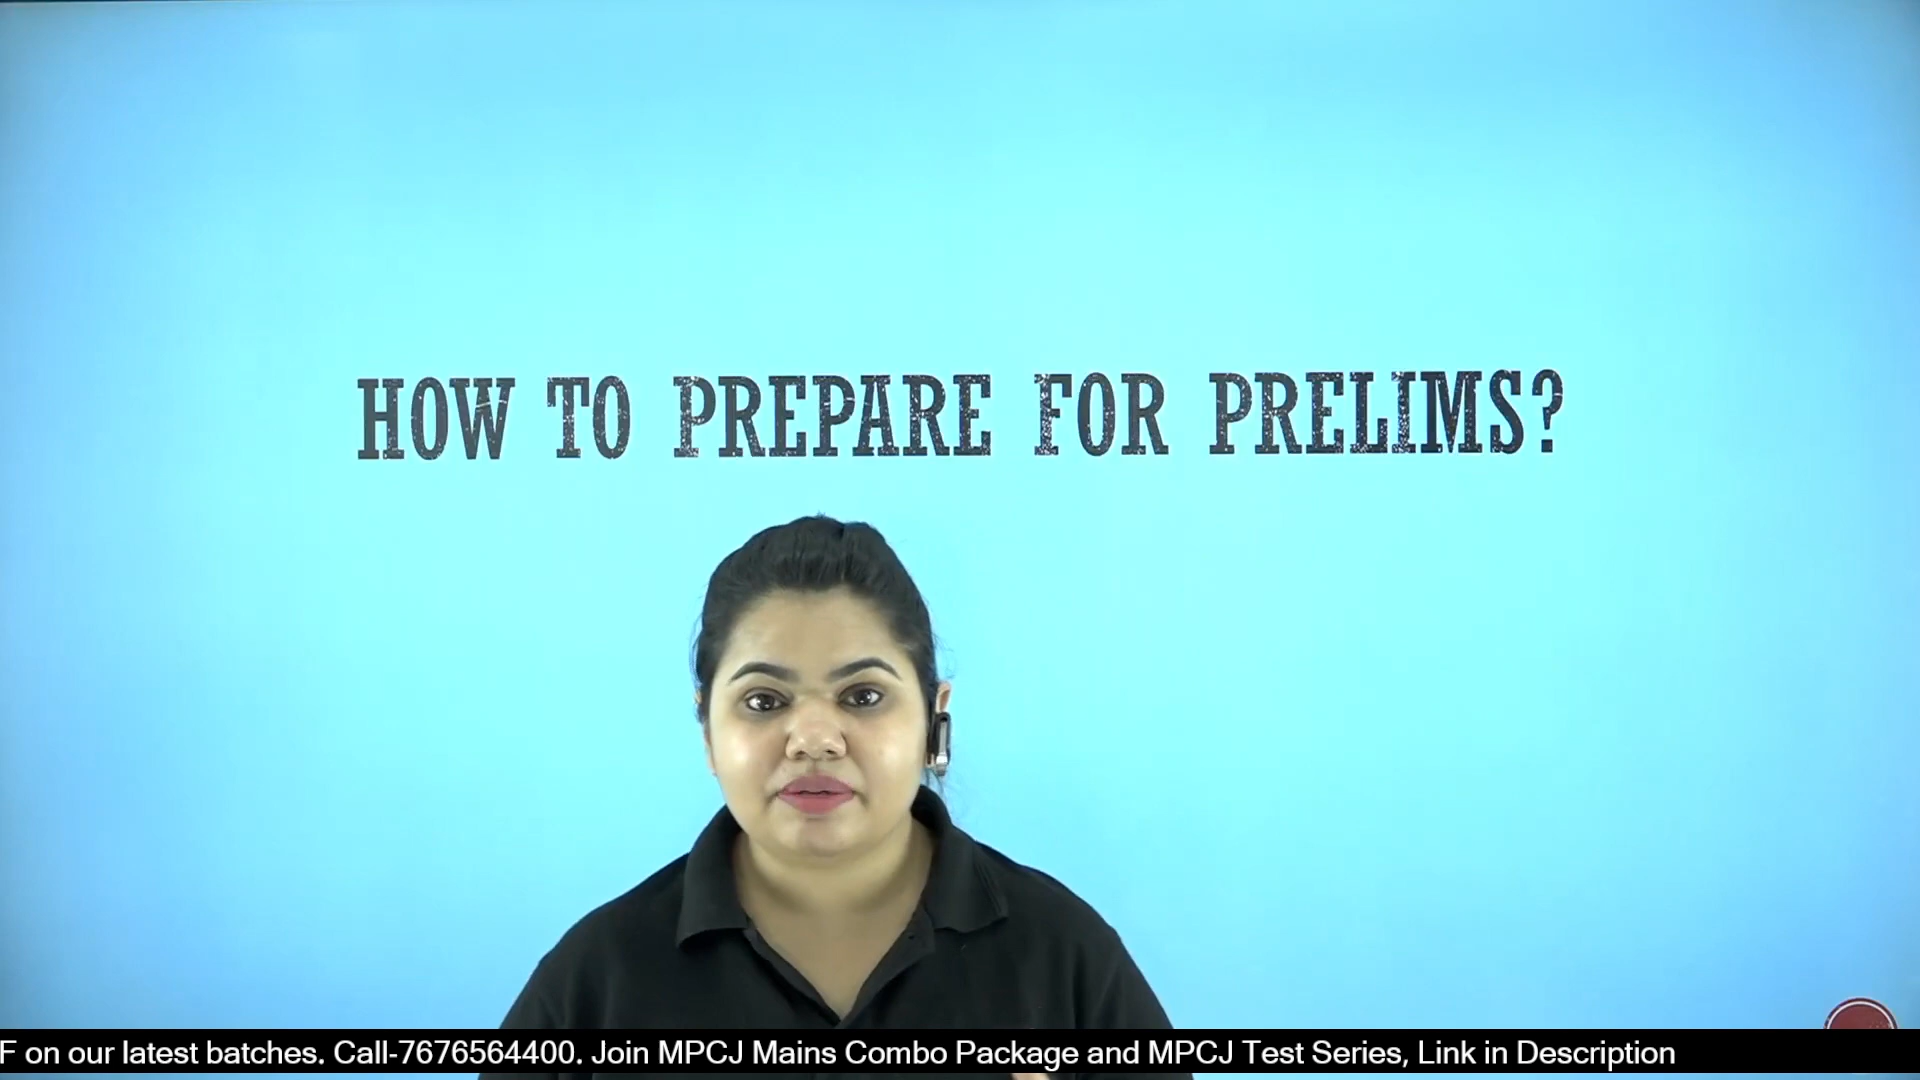 HOW TO PREPARE FOR PRELIMS?
F on our latest batches. Call-7676564400. Join MPCJ Mains Combo Package and MPCJ Test Series, Link in Description